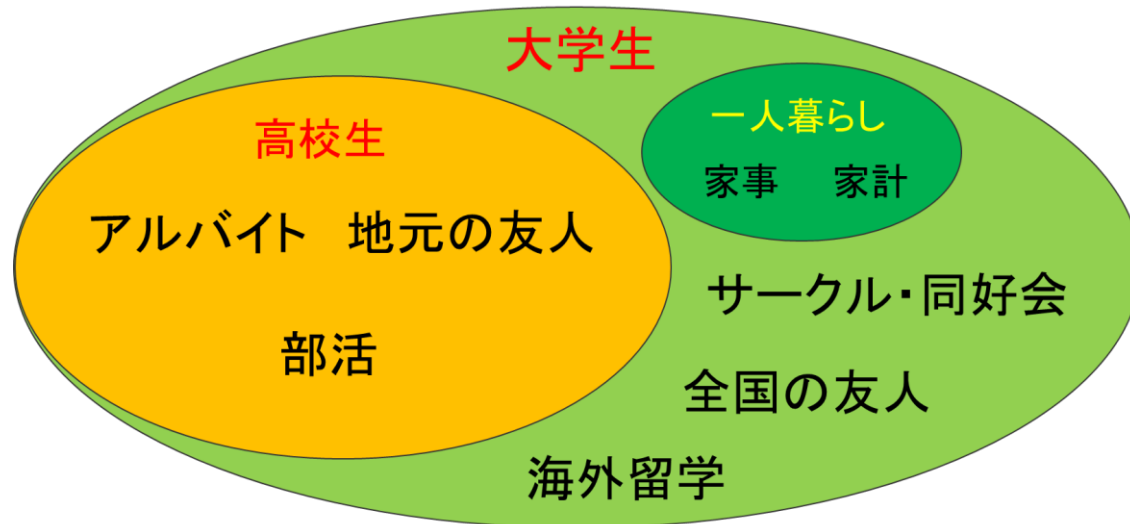 大学生
高校生
一人暮らし
家事　家計
アルバイト　地元の友人
部活
サークル・同好会
全国の友人
海外留学